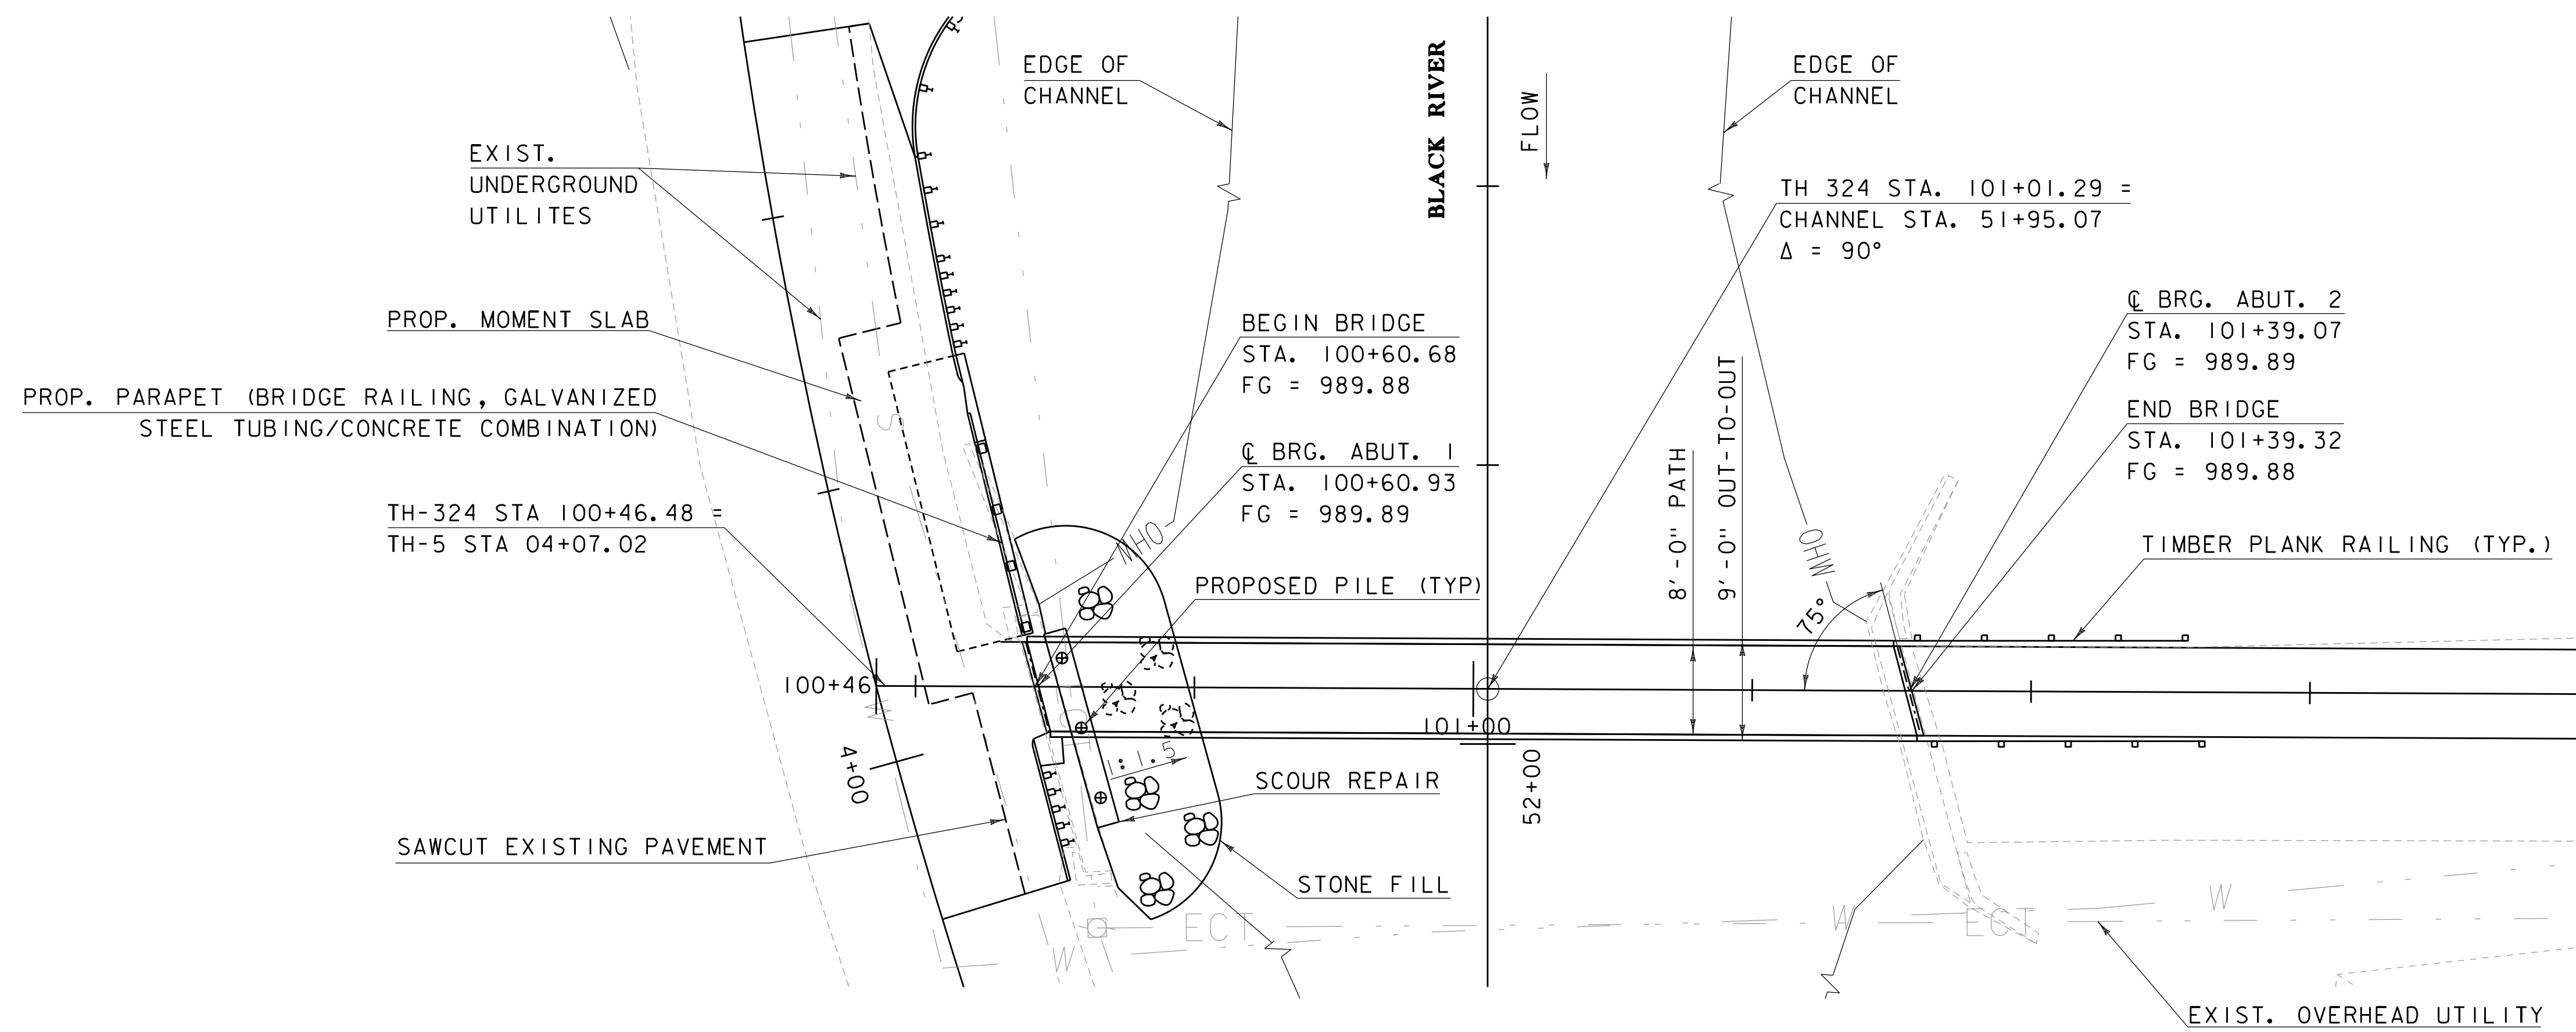 EDGE OF
CHANNEL
BLACK RIVER
FLOW
EDGE OF
CHANNEL
EXIST.
UNDERGROUND
UTILITES
TH 324 STA. 101+01.29 =
CHANNEL STA. 51+95.07
Δ = 90°
PROP. MOMENT SLAB
BEGIN BRIDGE
STA. 100+60.68
FG = 989.88
℄ BRG. ABUT. 2
STA. 101+39.07
FG = 989.89
PROP. PARAPET (BRIDGE RAILING, GALVANIZED
STEEL TUBING/CONCRETE COMBINATION)
S
END BRIDGE
STA. 101+39.32
FG = 989.88
℄ BRG. ABUT. 1
STA. 100+60.93
FG = 989.89
8'-0" PATH
9'-0" OUT-TO-OUT
TH-324 STA 100+46.48 =
TH-5 STA 04+07.02
OHW
OHW
TIMBER PLANK RAILING (TYP.)
PROPOSED PILE (TYP)
75°
100+46
W
101+00
4+00
1:1.5
52+00
SCOUR REPAIR
SAWCUT EXISTING PAVEMENT
STONE FILL
ECT
W
ECT
W
W
EXIST. OVERHEAD UTILITY